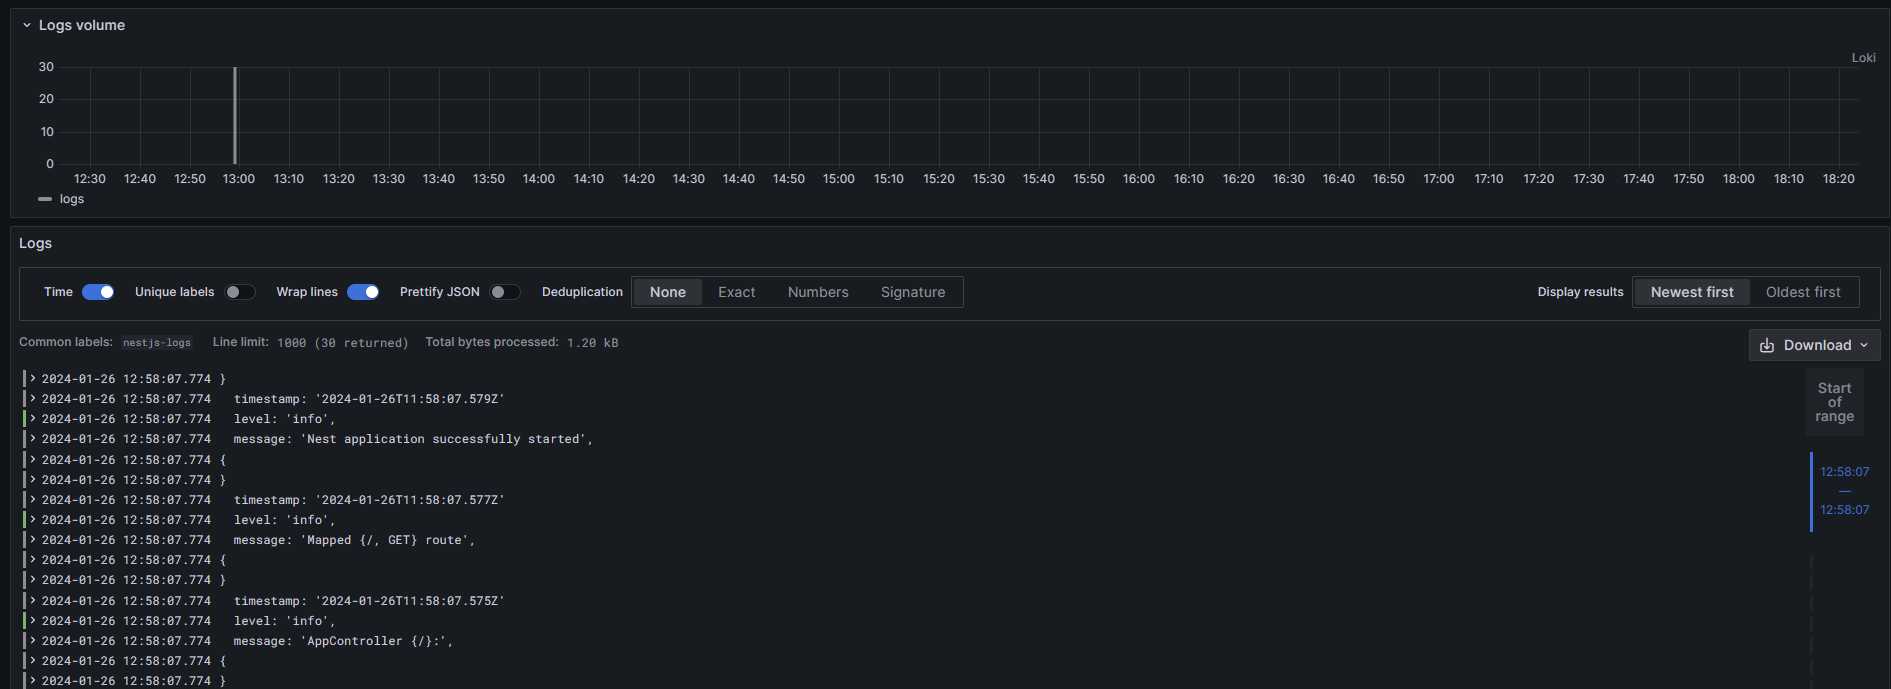 Logs volume
Loki
30
20
10
0
12:30 12:40 12:50 13:00 13:10 13:20 13:30 13:40 13:50 14:00 14:10 14:20 14:30 14:40 14:50 15:00 15:10 15:20 15:30 15:40 15:50 16:00 16:10 16:20 16:30 16:40 16:50 17:00 17:10 17:20 17:30 17:40 17:50 18:00 18:10 18:20
logs
Logs
Time Unique labels Wrap lines Prettify JSON Deduplication None Exact Numbers Signature Display results Newest first Oldest first
Common labels: nestjs-logs Line limit: 1000 (30 returned) Total bytes processed: 1.20 kB
Download
2024-01-26 12:58:07.774 }
2024-01-26 12:58:07.774 timestamp: '2024-01-26T11:58:07.579Z'
2024-01-26 12:58:07.774 level: 'info',
2024-01-26 12:58:07.774 message: 'Nest application successfully started',
2024-01-26 12:58:07.774 {
2024-01-26 12:58:07.774 }
2024-01-26 12:58:07.774 timestamp: '2024-01-26T11:58:07.577Z'
2024-01-26 12:58:07.774 level: 'info',
2024-01-26 12:58:07.774 message: 'Mapped {/, GET} route',
2024-01-26 12:58:07.774 {
2024-01-26 12:58:07.774 }
2024-01-26 12:58:07.774 timestamp: '2024-01-26T11:58:07.575Z'
2024-01-26 12:58:07.774 level: 'info',
2024-01-26 12:58:07.774 message: 'AppController {/}:',
2024-01-26 12:58:07.774 {
2024-01-26 12:58:07.774 }
Start
of
range
12:58:07
—
12:58:07